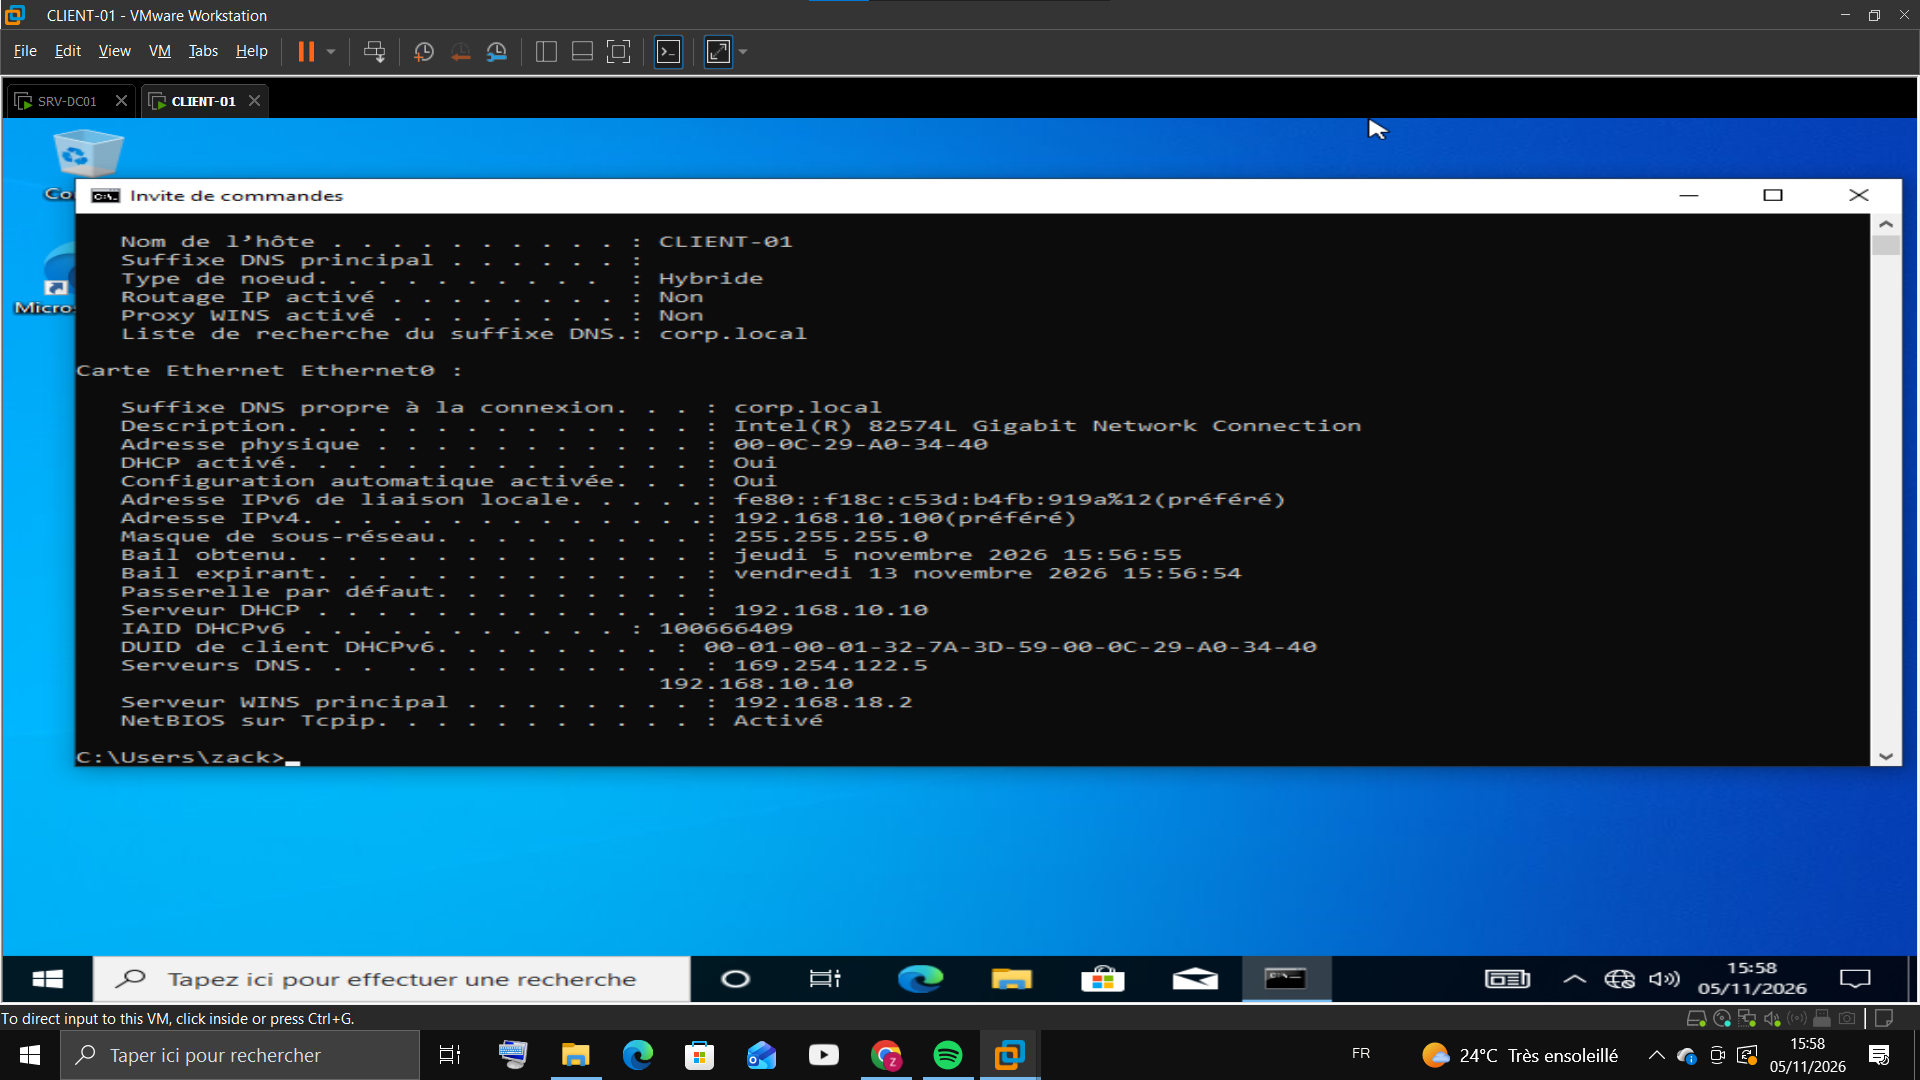 CLIENT-01 - VMware Workstation
File Edit View VM Tabs Help
SRV-DC01 CLIENT-01
Co
Micro
Invite de commandes
Nom de l’hôte . . . . . . . . . . : CLIENT-01
Suffixe DNS principal . . . . . . :
Type de noeud. . . . . . . . . . : Hybride
Routage IP activé . . . . . . . . : Non
Proxy WINS activé . . . . . . . . : Non
Liste de recherche du suffixe DNS.: corp.local
Carte Ethernet Ethernet0 :
Suffixe DNS propre à la connexion. . . : corp.local
Description. . . . . . . . . . . . . . : Intel(R) 82574L Gigabit Network Connection
Adresse physique . . . . . . . . . . . : 00-0C-29-A0-34-40
DHCP activé. . . . . . . . . . . . . . : Oui
Configuration automatique activée. . . : Oui
Adresse IPv6 de liaison locale. . . . .: fe80::f18c:c53d:b4fb:919a%12(préféré)
Adresse IPv4. . . . . . . . . . . . . .: 192.168.10.100(préféré)
Masque de sous-réseau. . . . . . . . . : 255.255.255.0
Bail obtenu. . . . . . . . . . . . . . : jeudi 5 novembre 2026 15:56:55
Bail expirant. . . . . . . . . . . . . : vendredi 13 novembre 2026 15:56:54
Passerelle par défaut. . . . . . . . . :
Serveur DHCP . . . . . . . . . . . . . : 192.168.10.10
IAID DHCPv6 . . . . . . . . . . . : 100666409
DUID de client DHCPv6. . . . . . . . : 00-01-00-01-32-7A-3D-59-00-0C-29-A0-34-40
Serveurs DNS. . . . . . . . . . . . . : 169.254.122.5
192.168.10.10
Serveur WINS principal . . . . . . . . : 192.168.18.2
NetBIOS sur Tcpip. . . . . . . . . . . : Activé
C:\Users\zack>_
Tapez ici pour effectuer une recherche
15:58
05/11/2026
To direct input to this VM, click inside or press Ctrl+G.
Taper ici pour rechercher
FR
24°C Très ensoleillé
15:58
05/11/2026